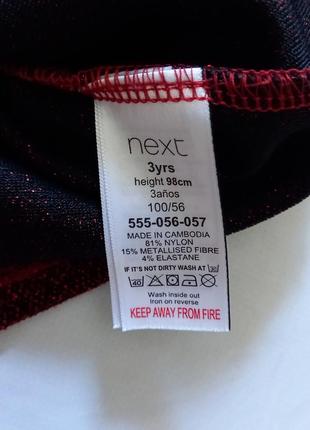 next
3yrs
height 98cm
3años
100/56
555-056-057
MADE IN CAMBODIA
81% NYLON
15% METALLISED FIBRE
4% ELASTANE
IF IT'S NOT DIRTY WASH AT 30
40
Wash inside out
Iron on reverse
KEEP AWAY FROM FIRE